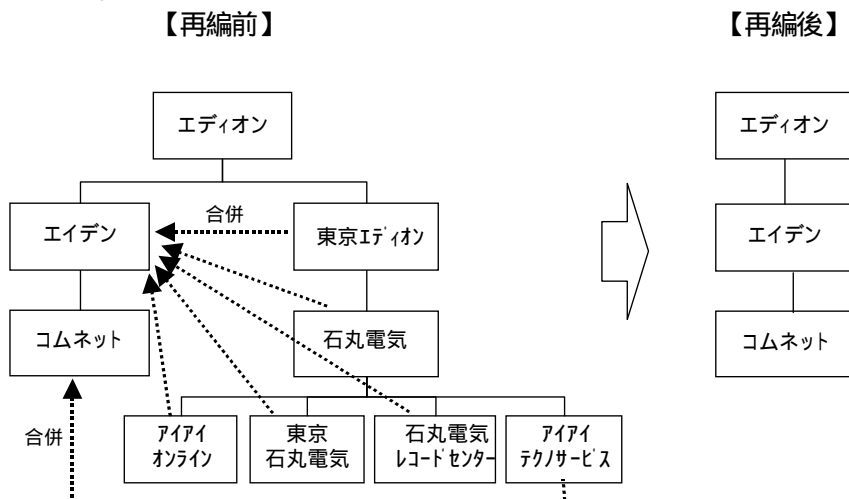 【再編前】
【再編後】
エディオン
エディオン
エイデン
合併
東京ｴﾃﾞｨｵﾝ
エイデン
コムネット
石丸電気
コムネット
合併
ｱｲｱｲ
ｵﾝﾗｲﾝ
東京
石丸電気
石丸電気
ﾚｺｰﾄﾞｾﾝﾀｰ
ｱｲｱｲ
ﾃｸﾉｻｰﾋﾞｽ